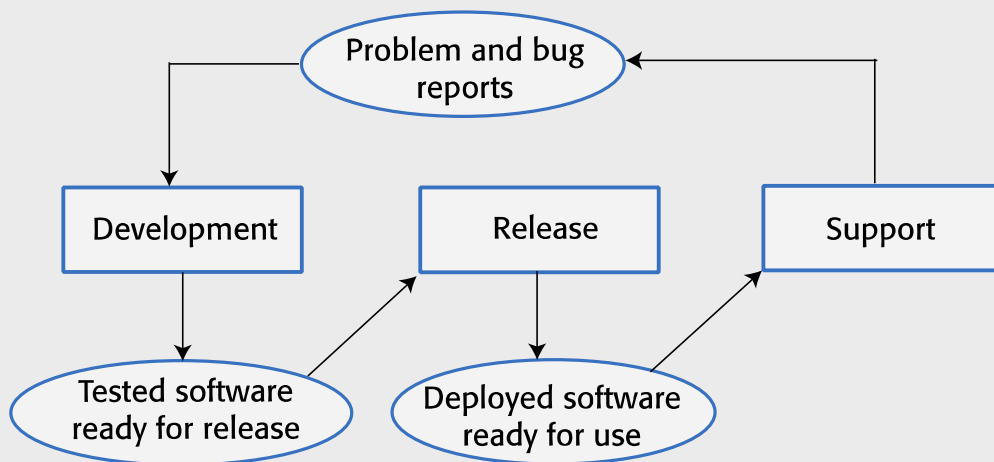 Problem and bug
reports
Development
Release
Support
Tested software
ready for release
Deployed software
ready for use